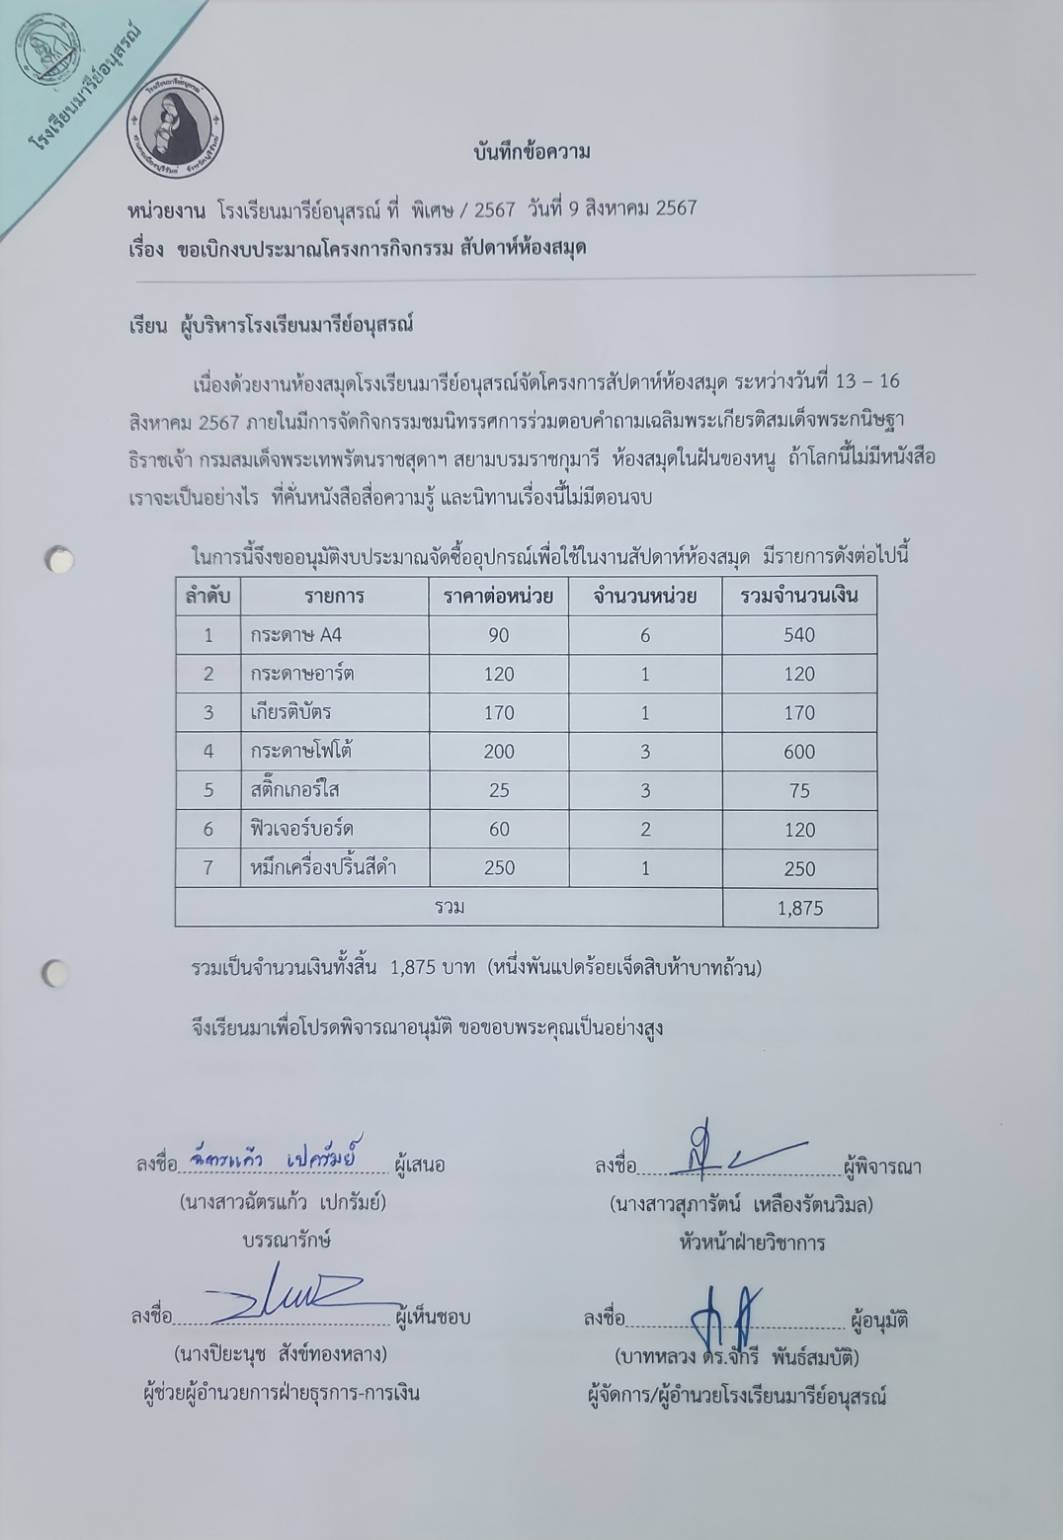 โรงเรียนมารีย์อนุสรณ์
บันทึกข้อความ
หน่วยงาน โรงเรียนมารีย์อนุสรณ์ ที่ พิเศษ / 2567 วันที่ 9 สิงหาคม 2567
เรื่อง ขอเบิกงบประมาณโครงการกิจกรรม สัปดาห์ห้องสมุด
เรียน ผู้บริหารโรงเรียนมารีย์อนุสรณ์
เนื่องด้วยงานห้องสมุดโรงเรียนมารีย์อนุสรณ์จัดโครงการสัปดาห์ห้องสมุด ระหว่างวันที่ 13 – 16
สิงหาคม 2567 ภายในมีการจัดกิจกรรมชมนิทรรศการร่วมตอบคำถามเฉลิมพระเกียรติสมเด็จพระกนิษฐา
ธิราชเจ้า กรมสมเด็จพระเทพรัตนราชสุดาฯ สยามบรมราชกุมารี ห้องสมุดในฝันของหนู ถ้าโลกนี้ไม่มีหนังสือ
เราจะเป็นอย่างไร ที่คั่นหนังสือสื่อความรู้ และนิทานเรื่องนี้ไม่มีตอนจบ
ในการนี้จึงขออนุมัติงบประมาณจัดซื้ออุปกรณ์เพื่อใช้ในงานสัปดาห์ห้องสมุด มีรายการดังต่อไปนี้
ลำดับ รายการ ราคาต่อหน่วย จำนวนหน่วย รวมจำนวนเงิน
1 กระดาษ A4 90 6 540
2 กระดาษอาร์ต 120 1 120
3 เกียรติบัตร 170 1 170
4 กระดาษโฟโต้ 200 3 600
5 สติ๊กเกอร์ใส 25 3 75
6 ฟิวเจอร์บอร์ด 60 2 120
7 หมึกเครื่องปริ้นสีดำ 250 1 250
รวม 1,875
รวมเป็นจำนวนเงินทั้งสิ้น 1,875 บาท (หนึ่งพันแปดร้อยเจ็ดสิบห้าบาทถ้วน)
จึงเรียนมาเพื่อโปรดพิจารณาอนุมัติ ขอขอบพระคุณเป็นอย่างสูง
ลงชื่อ ฉัตรแก้ว เปกรัมย์ ผู้เสนอ ลงชื่อ ผู้พิจารณา
(นางสาวฉัตรแก้ว เปกรัมย์) (นางสาวสุภารัตน์ เหลืองรัตนวิมล)
บรรณารักษ์ หัวหน้าฝ่ายวิชาการ
ลงชื่อ ผู้เห็นชอบ ลงชื่อ ผู้อนุมัติ
(นางปิยะนุช สังข์ทองหลาง) (บาทหลวง ดร.จักรี พันธ์สมบัติ)
ผู้ช่วยผู้อำนวยการฝ่ายธุรการ-การเงิน ผู้จัดการ/ผู้อำนวยโรงเรียนมารีย์อนุสรณ์